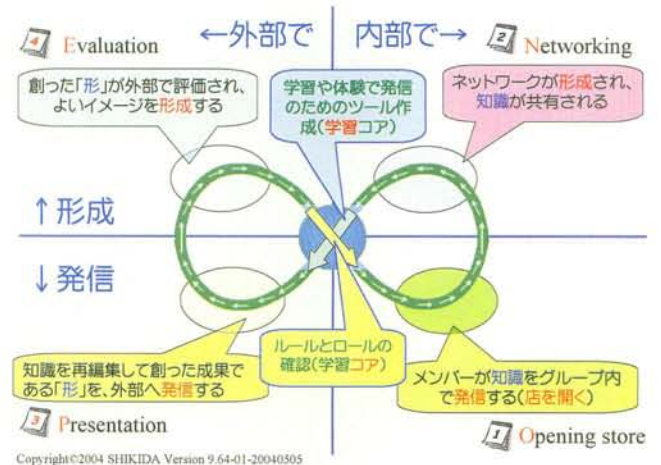 4 Evaluation
←外部で
内部で→
2 Networking
創った「形」が外部で評価され、
よいイメージを形成する
学習や体験で発信
のためのツール作
成(学習コア)
ネットワークが形成され、
知識が共有される
↑形成
↓発信
知識を再編集して創った成果で
ある「形」を、外部へ発信する
ルールとロールの
確認(学習コア)
メンバーが知識をグループ内
で発信する(店を開く)
3 Presentation
1 Opening store
Copyright©2004 SHIKIDA Version 9.64-01-20040505